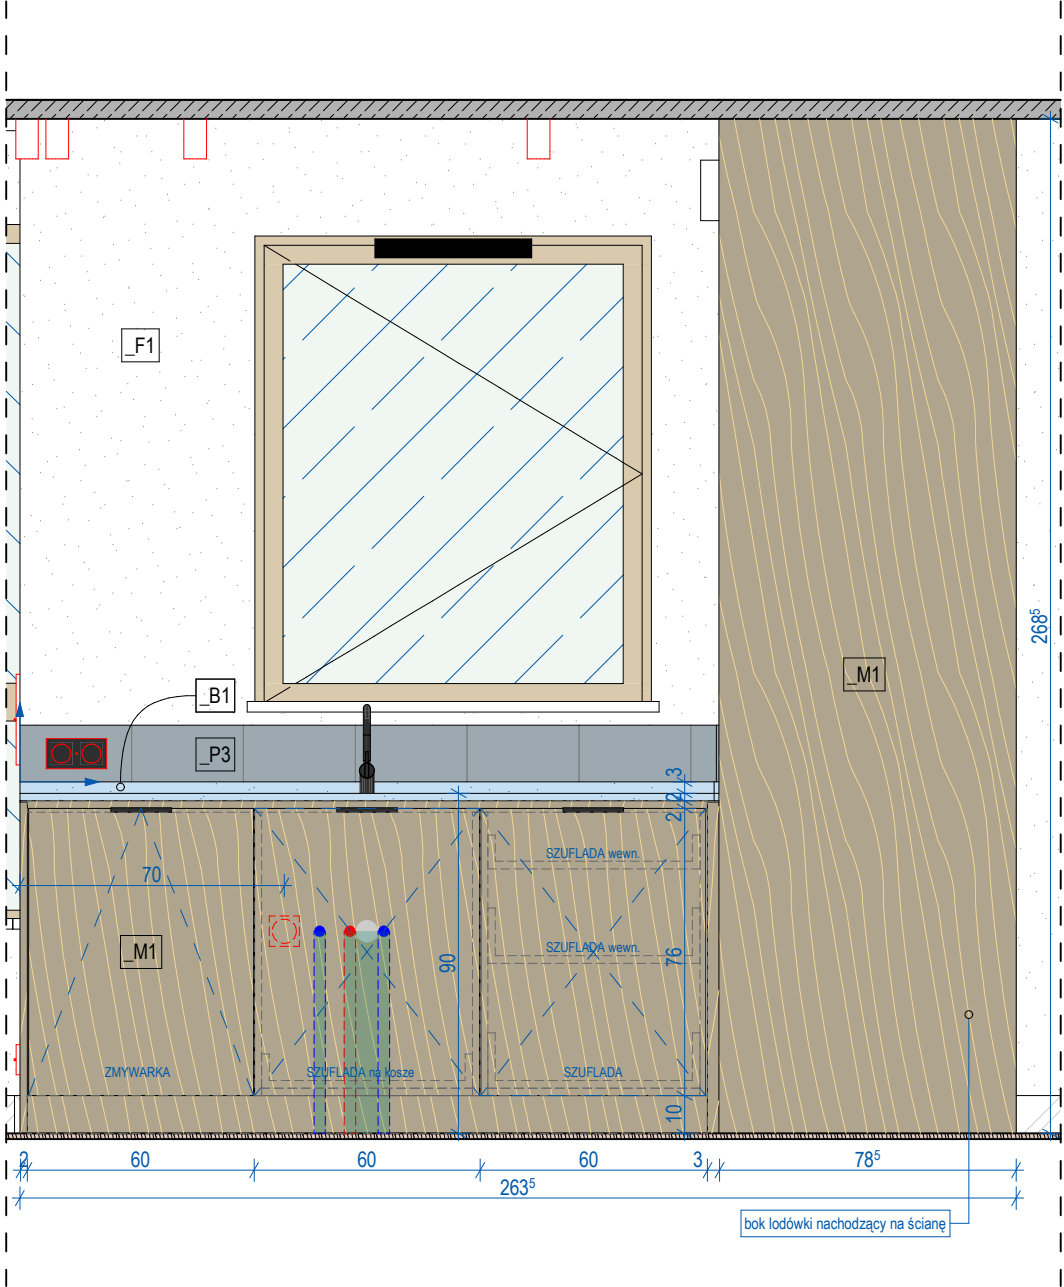 _F1
268⁵
_M1
_B1
_P3
3
2
2
SZUFLADA wewn.
70
SZUFLADA wewn.
_M1
90
76
ZMYWARKA
SZUFLADA na kosze
SZUFLADA
10
2
60
60
60
3
78⁵
263⁵
bok lodówki nachodzący na ścianę